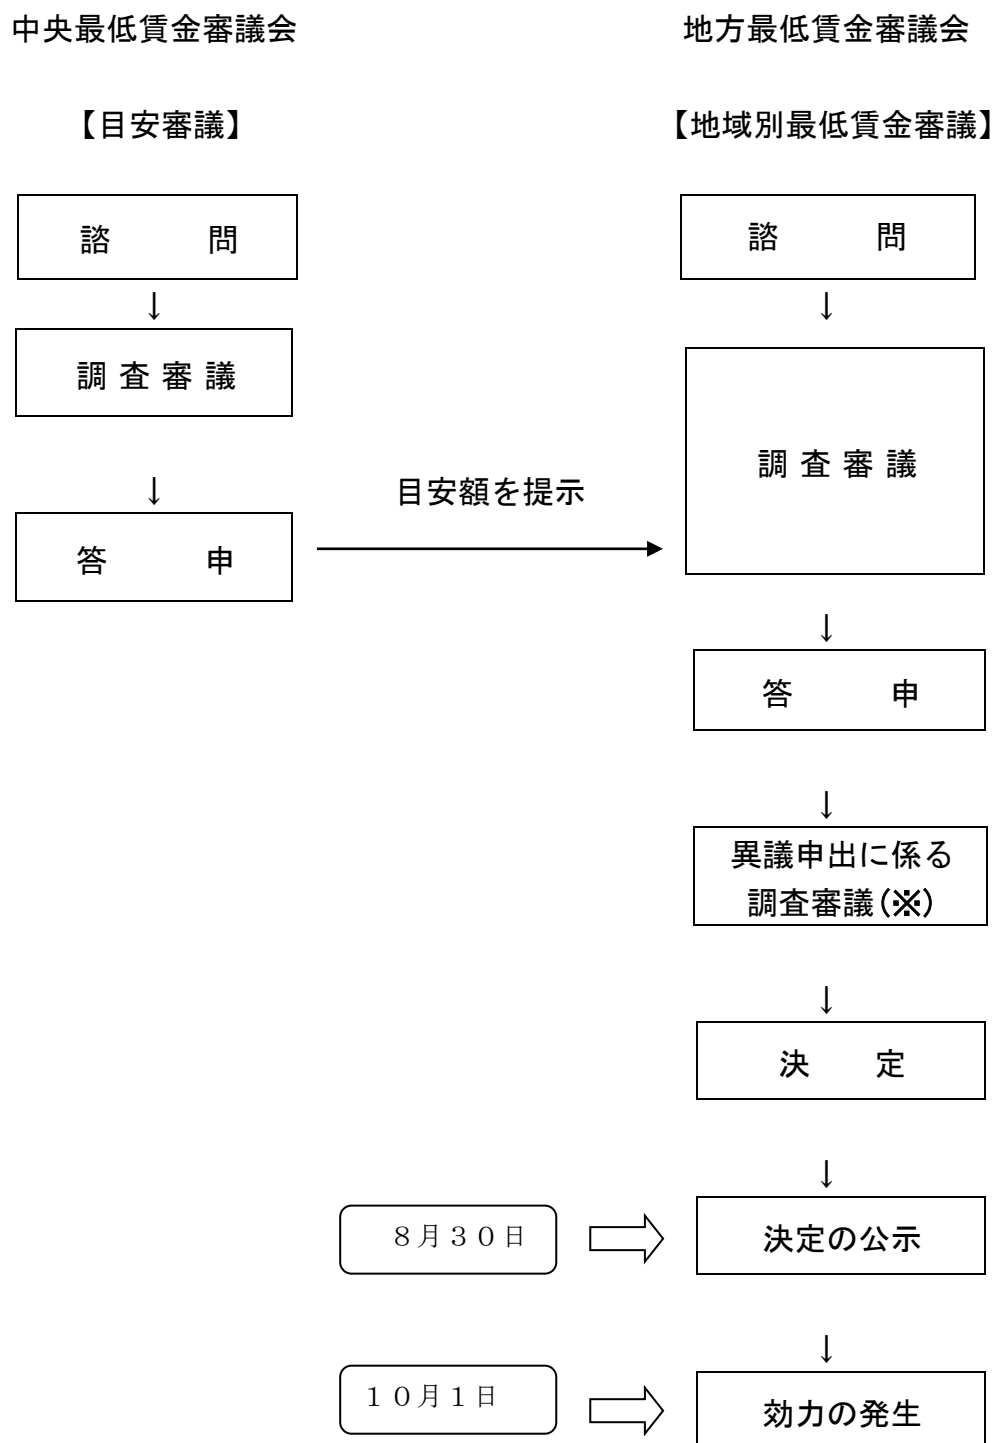 中央最低賃金審議会
地方最低賃金審議会
【目安審議】
【地域別最低賃金審議】
諮　　　問
諮　　　問
↓
↓
調 査 審 議
調 査 審 議
↓
目安額を提示
答　　　申
↓
答　　　申
↓
異議申出に係る
調査審議(※)
↓
決　　定
↓
８月３０日
決定の公示
↓
１０月１日
効力の発生